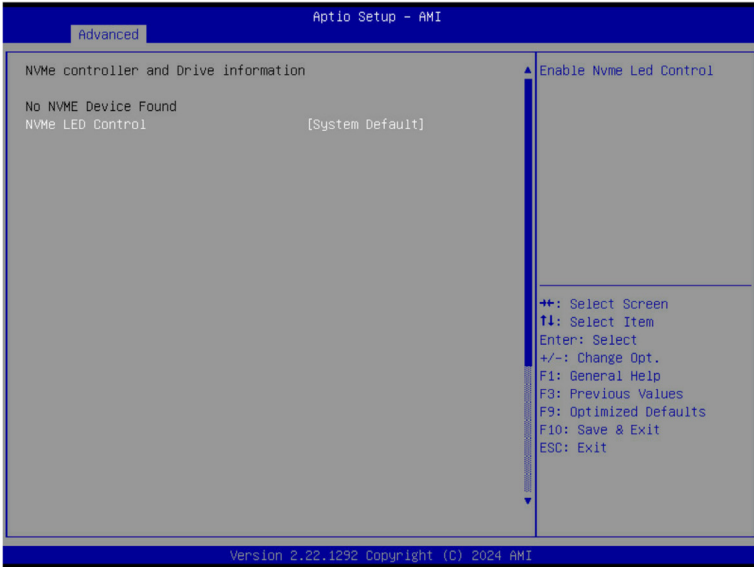 Aptio Setup – AMI
Advanced
NVMe controller and Drive information
No NVME Device Found
NVMe LED Control [System Default]
Enable Nvme Led Control
→←: Select Screen
↑↓: Select Item
Enter: Select
+/-: Change Opt.
F1: General Help
F3: Previous Values
F9: Optimized Defaults
F10: Save & Exit
ESC: Exit
Version 2.22.1292 Copyright (C) 2024 AMI